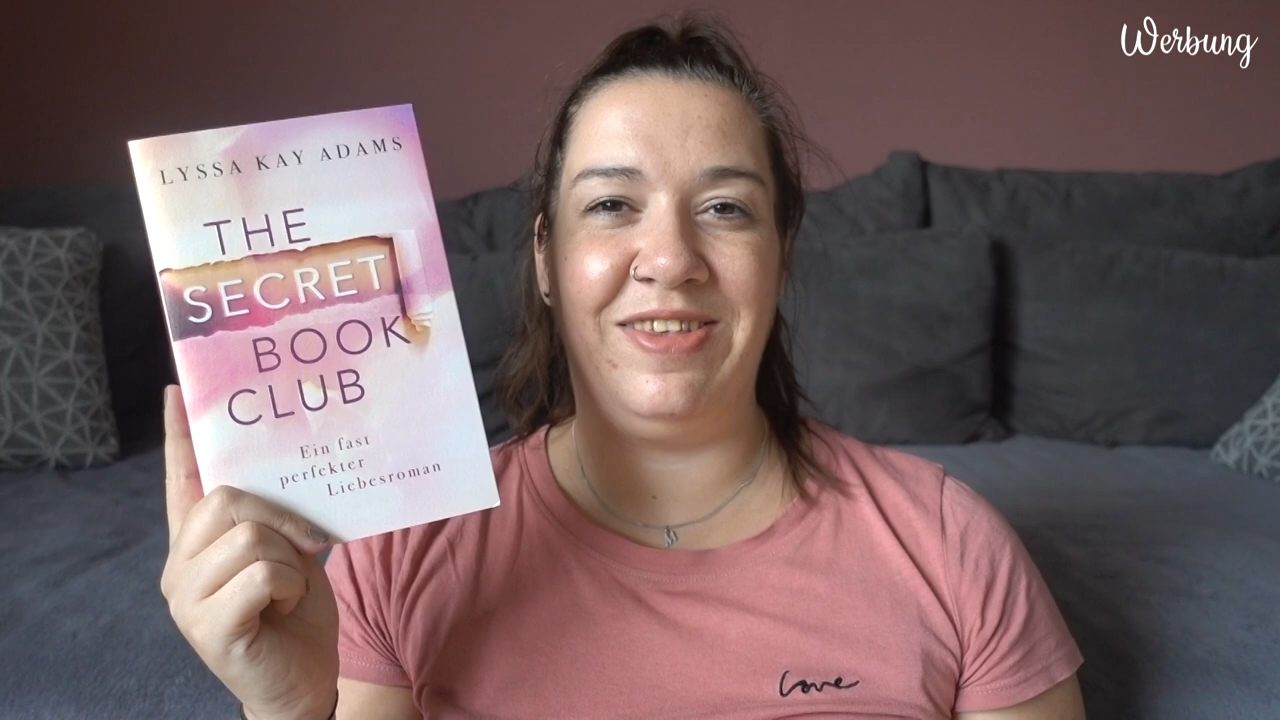 Werbung
LYSSA KAY ADAMS
THE
SECRET
BOOK
CLUB
Ein fast
perfekter
Liebesroman
love